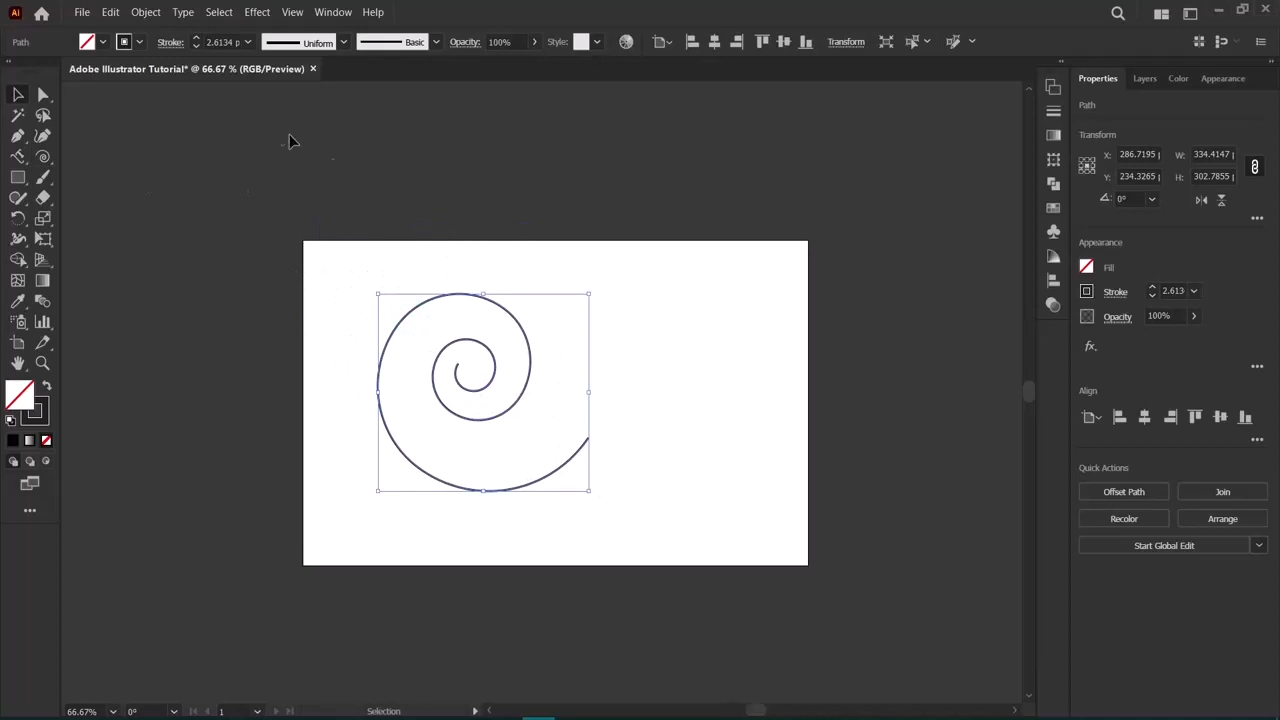 Ai File Edit Object Type Select Effect View Window Help
Path Stroke: 2.6134 p Uniform Basic Opacity: 100% Style: Transform
Adobe Illustrator Tutorial* @ 66.67 % (RGB/Preview) ×
Properties Layers Color Appearance
Path
Transform
X: 286.7195 p W: 334.4147
Y: 234.3265 p H: 302.7855
0°
Appearance
Fill
Stroke 2.613
Opacity 100%
fx.
Align
Quick Actions
Offset Path Join
Recolor Arrange
Start Global Edit
66.67% 0° 1 Selection